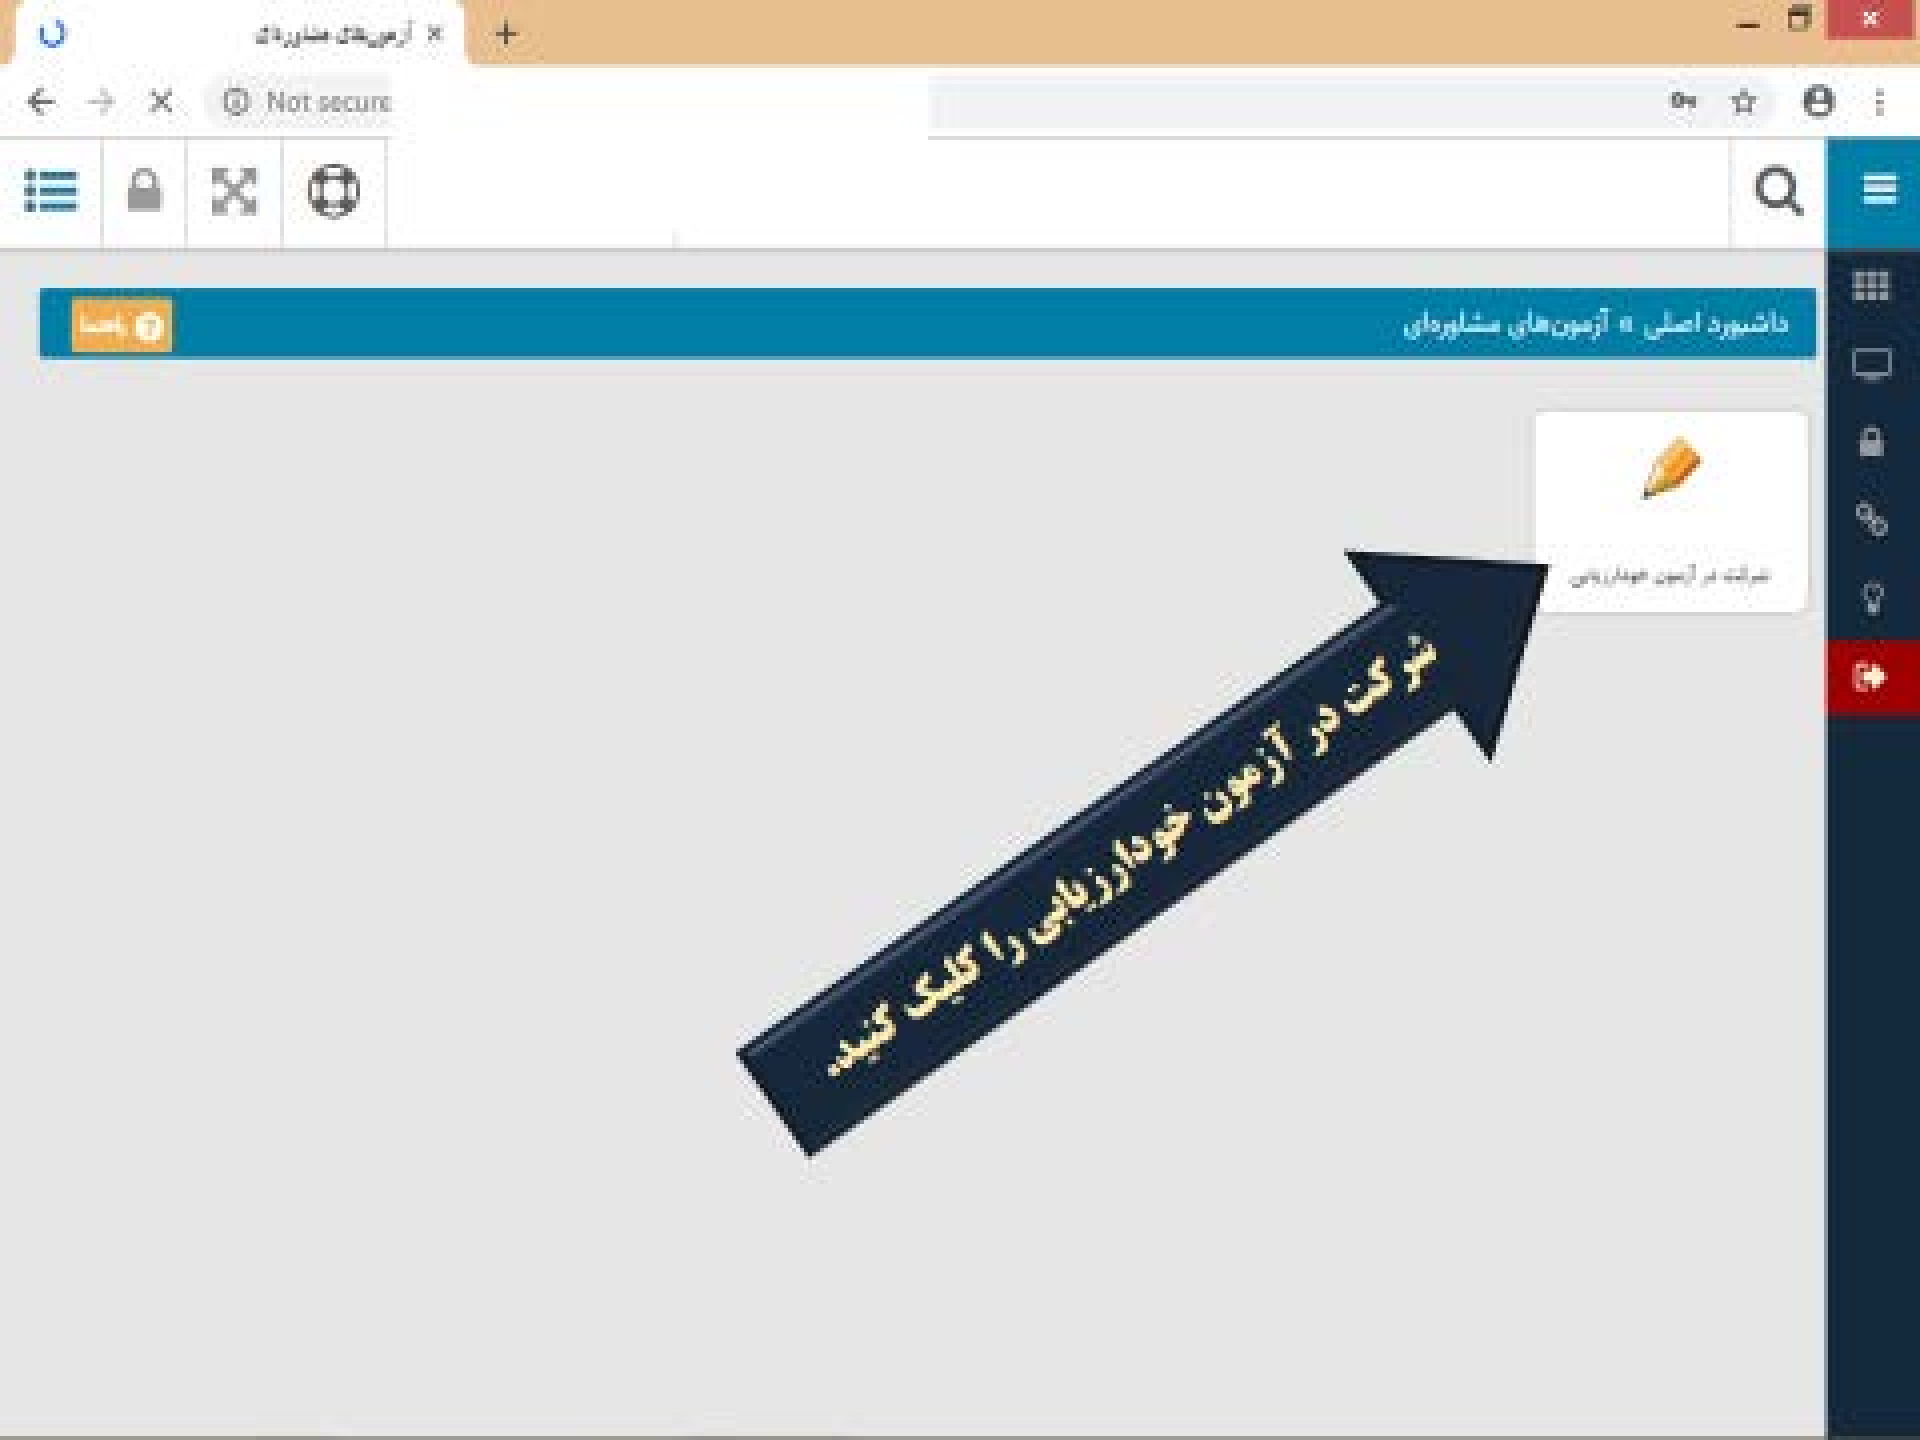 آزمون‌های مشاوره‌ای
Not secure
داشبورد اصلی » آزمون‌های مشاوره‌ای
راهنما
شرکت در آزمون خودارزیابی
شرکت در آزمون خودارزیابی را کلیک کنید.